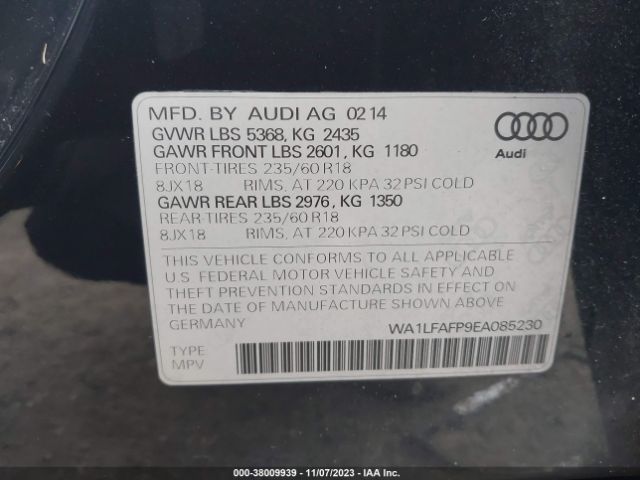 MFD. BY AUDI AG 02 14
GVWR LBS 5368, KG 2435
GAWR FRONT LBS 2601, KG 1180
FRONT-TIRES 235/60 R18
8JX18 RIMS, AT 220 KPA 32 PSI COLD
GAWR REAR LBS 2976, KG 1350
REAR-TIRES 235/60 R18
8JX18 RIMS, AT 220 KPA 32 PSI COLD
Audi
THIS VEHICLE CONFORMS TO ALL APPLICABLE
U.S. FEDERAL MOTOR VEHICLE SAFETY AND
THEFT PREVENTION STANDARDS IN EFFECT ON
THE DATE OF MANUFACTURE SHOWN ABOVE
GERMANY WA1LFAFP9EA085230
TYPE
MPV
000-38009939 - 11/07/2023 - IAA Inc.